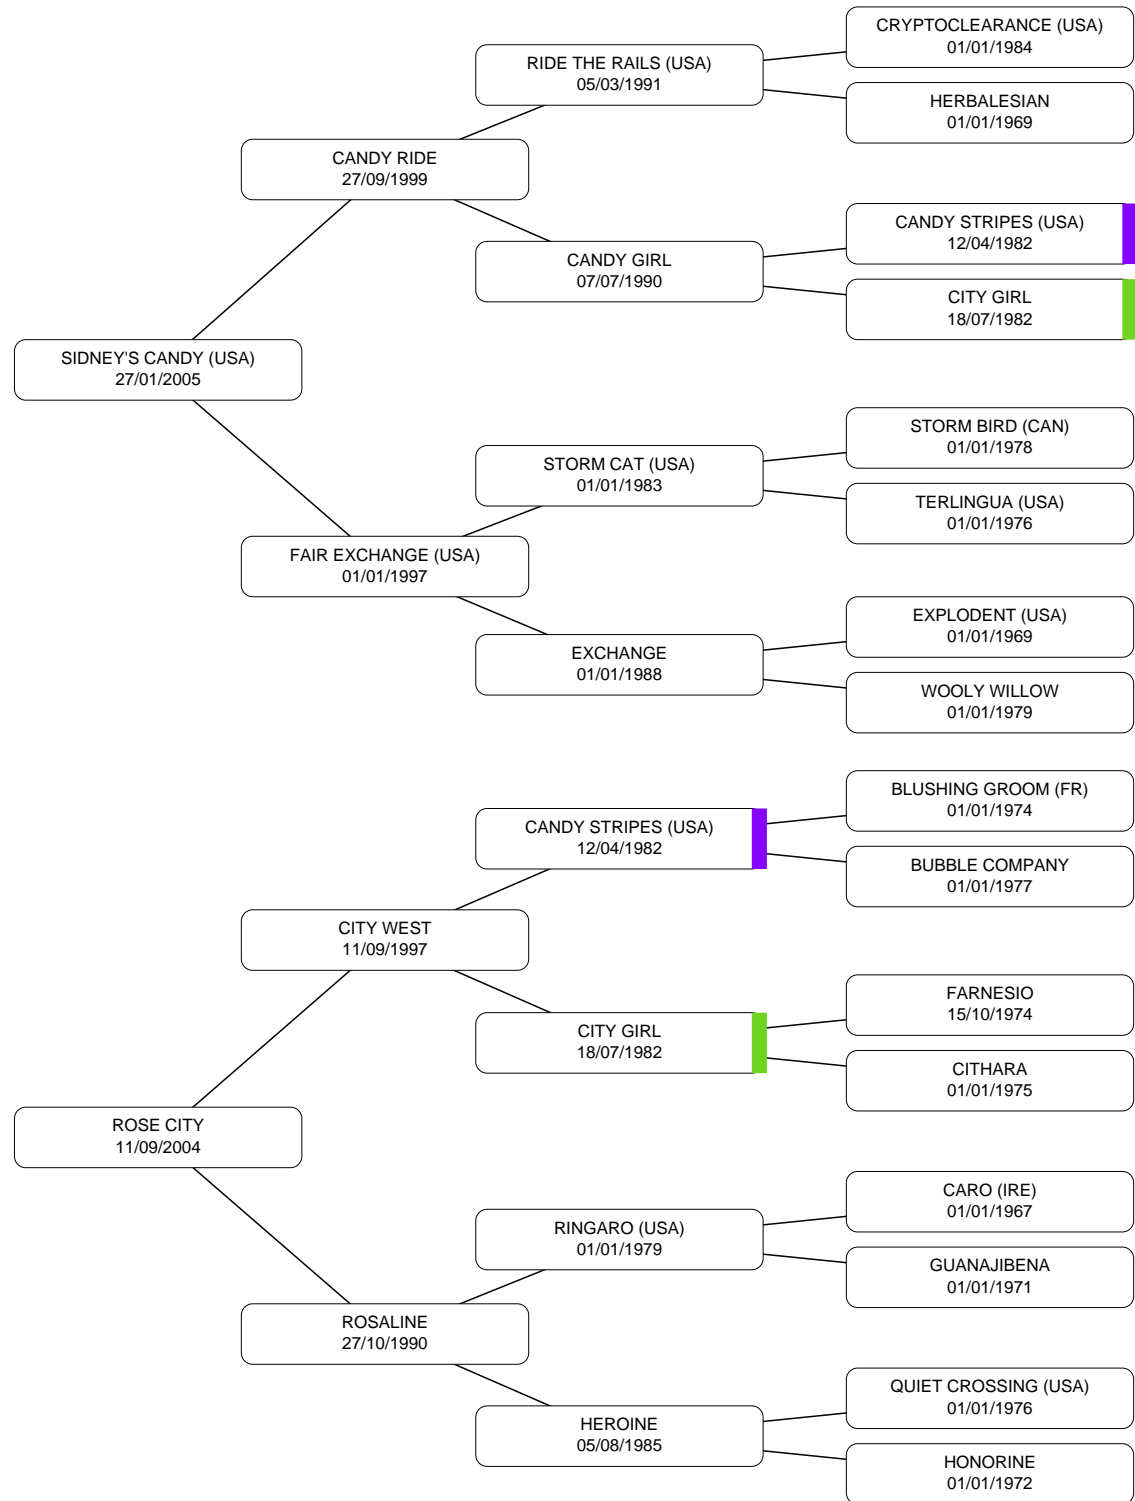 CRYPTOCLEARANCE (USA)
01/01/1984
RIDE THE RAILS (USA)
05/03/1991
HERBALESIAN
01/01/1969
CANDY RIDE
27/09/1999
CANDY STRIPES (USA)
12/04/1982
CANDY GIRL
07/07/1990
CITY GIRL
18/07/1982
SIDNEY'S CANDY (USA)
27/01/2005
STORM BIRD (CAN)
01/01/1978
STORM CAT (USA)
01/01/1983
TERLINGUA (USA)
01/01/1976
FAIR EXCHANGE (USA)
01/01/1997
EXPLODENT (USA)
01/01/1969
EXCHANGE
01/01/1988
WOOLY WILLOW
01/01/1979
BLUSHING GROOM (FR)
01/01/1974
CANDY STRIPES (USA)
12/04/1982
BUBBLE COMPANY
01/01/1977
CITY WEST
11/09/1997
FARNESIO
15/10/1974
CITY GIRL
18/07/1982
CITHARA
01/01/1975
ROSE CITY
11/09/2004
CARO (IRE)
01/01/1967
RINGARO (USA)
01/01/1979
GUANAJIBENA
01/01/1971
ROSALINE
27/10/1990
QUIET CROSSING (USA)
01/01/1976
HEROINE
05/08/1985
HONORINE
01/01/1972